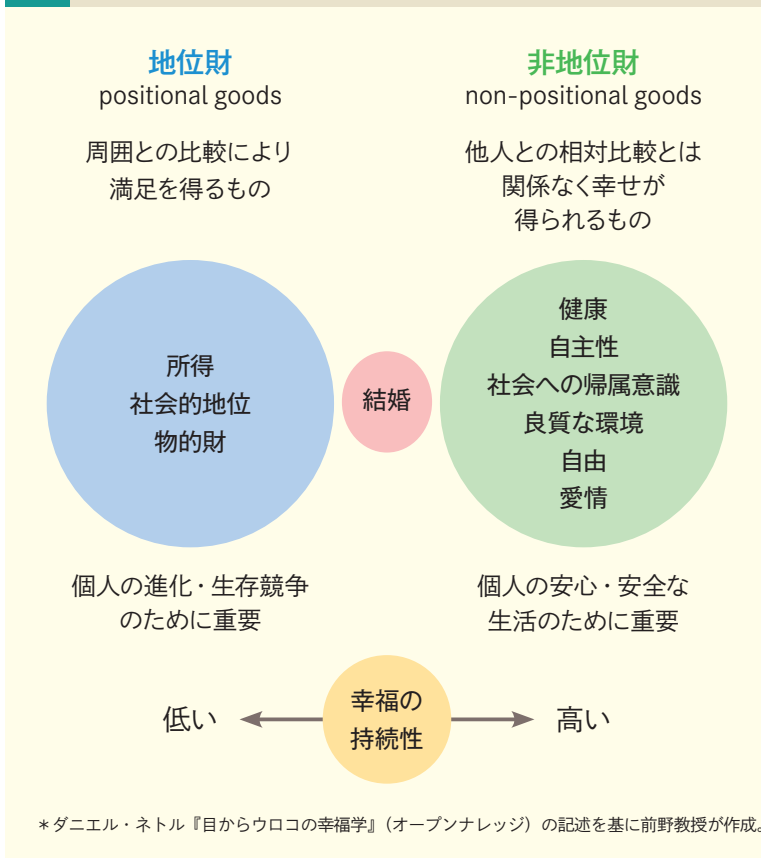 地位財
positional goods
周囲との比較により
満足を得るもの
非地位財
non-positional goods
他人との相対比較とは
関係なく幸せが
得られるもの
所得
社会的地位
物的財
結婚
健康
自主性
社会への帰属意識
良質な環境
自由
愛情
個人の進化・生存競争
のために重要
個人の安心・安全な
生活のために重要
低い
幸福の
持続性
高い
*ダニエル・ネトル『目からウロコの幸福学』(オープンナレッジ)の記述を基に前野教授が作成。